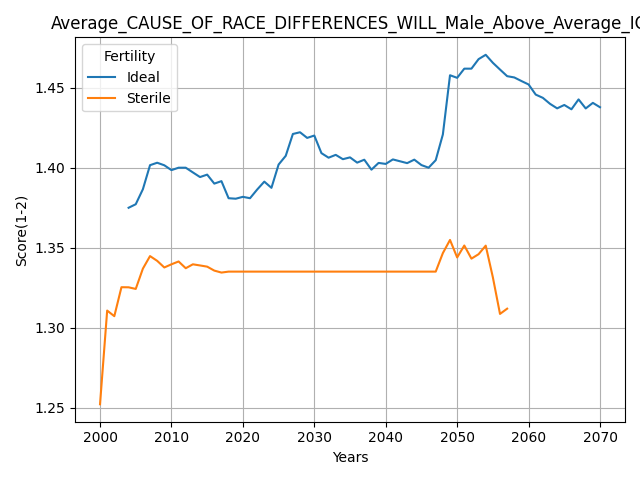 Average_CAUSE_OF_RACE_DIFFERENCES_WILL_Male_Above_Average_IQ
Fertility
Ideal
Sterile
1.45
1.40
1.35
1.30
1.25
Score(1-2)
2000 2010 2020 2030 2040 2050 2060 2070
Years